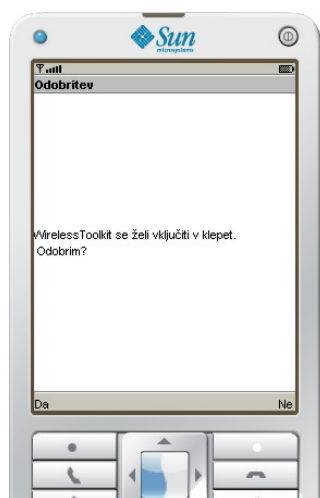 Sun
microsystems
Odobritev
WirelessToolkit se želi vključiti v klepet.
Odobrim?
Da
Ne